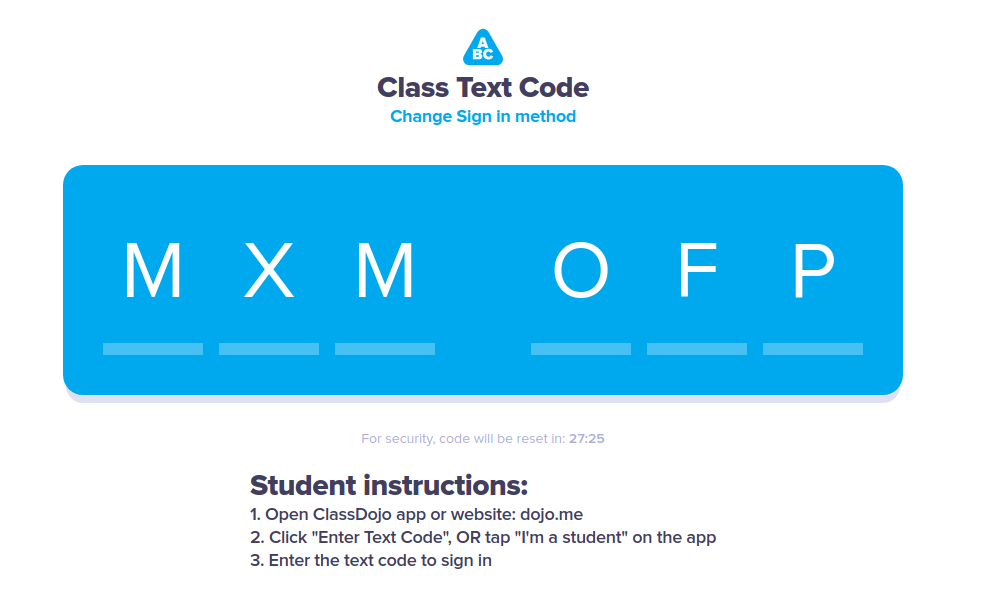 A
BC
Class Text Code
Change Sign in method
M X M O F P
For security, code will be reset in: 27:25
Student instructions:
1. Open ClassDojo app or website: dojo.me
2. Click "Enter Text Code", OR tap "I'm a student" on the app
3. Enter the text code to sign in